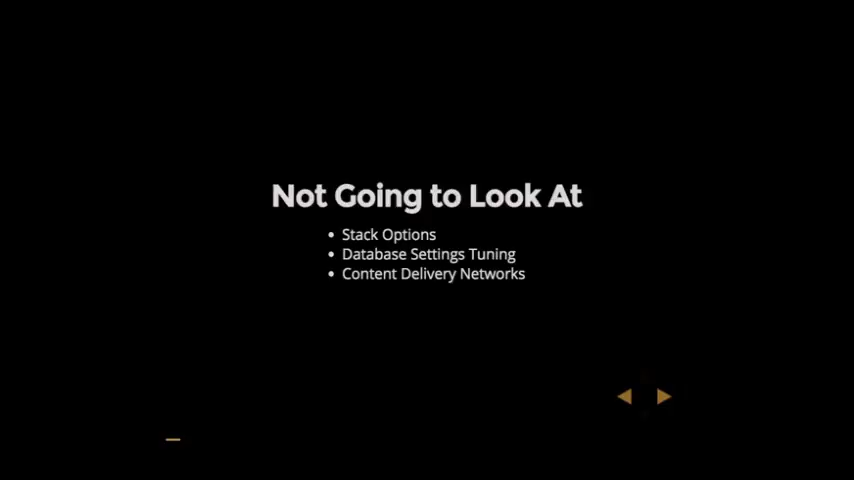 Not Going to Look At
• Stack Options
• Database Settings Tuning
• Content Delivery Networks